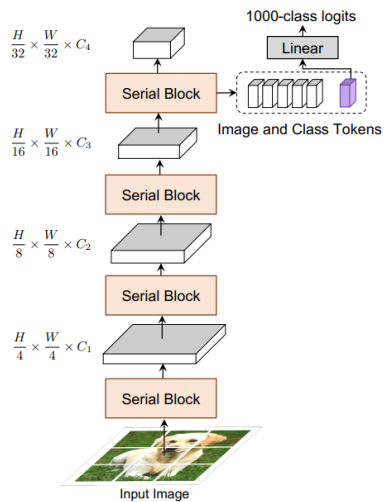 1000-class logits
Linear
H/32 × W/32 × C₄
Serial Block
Image and Class Tokens
H/16 × W/16 × C₃
Serial Block
H/8 × W/8 × C₂
Serial Block
H/4 × W/4 × C₁
Serial Block
Input Image